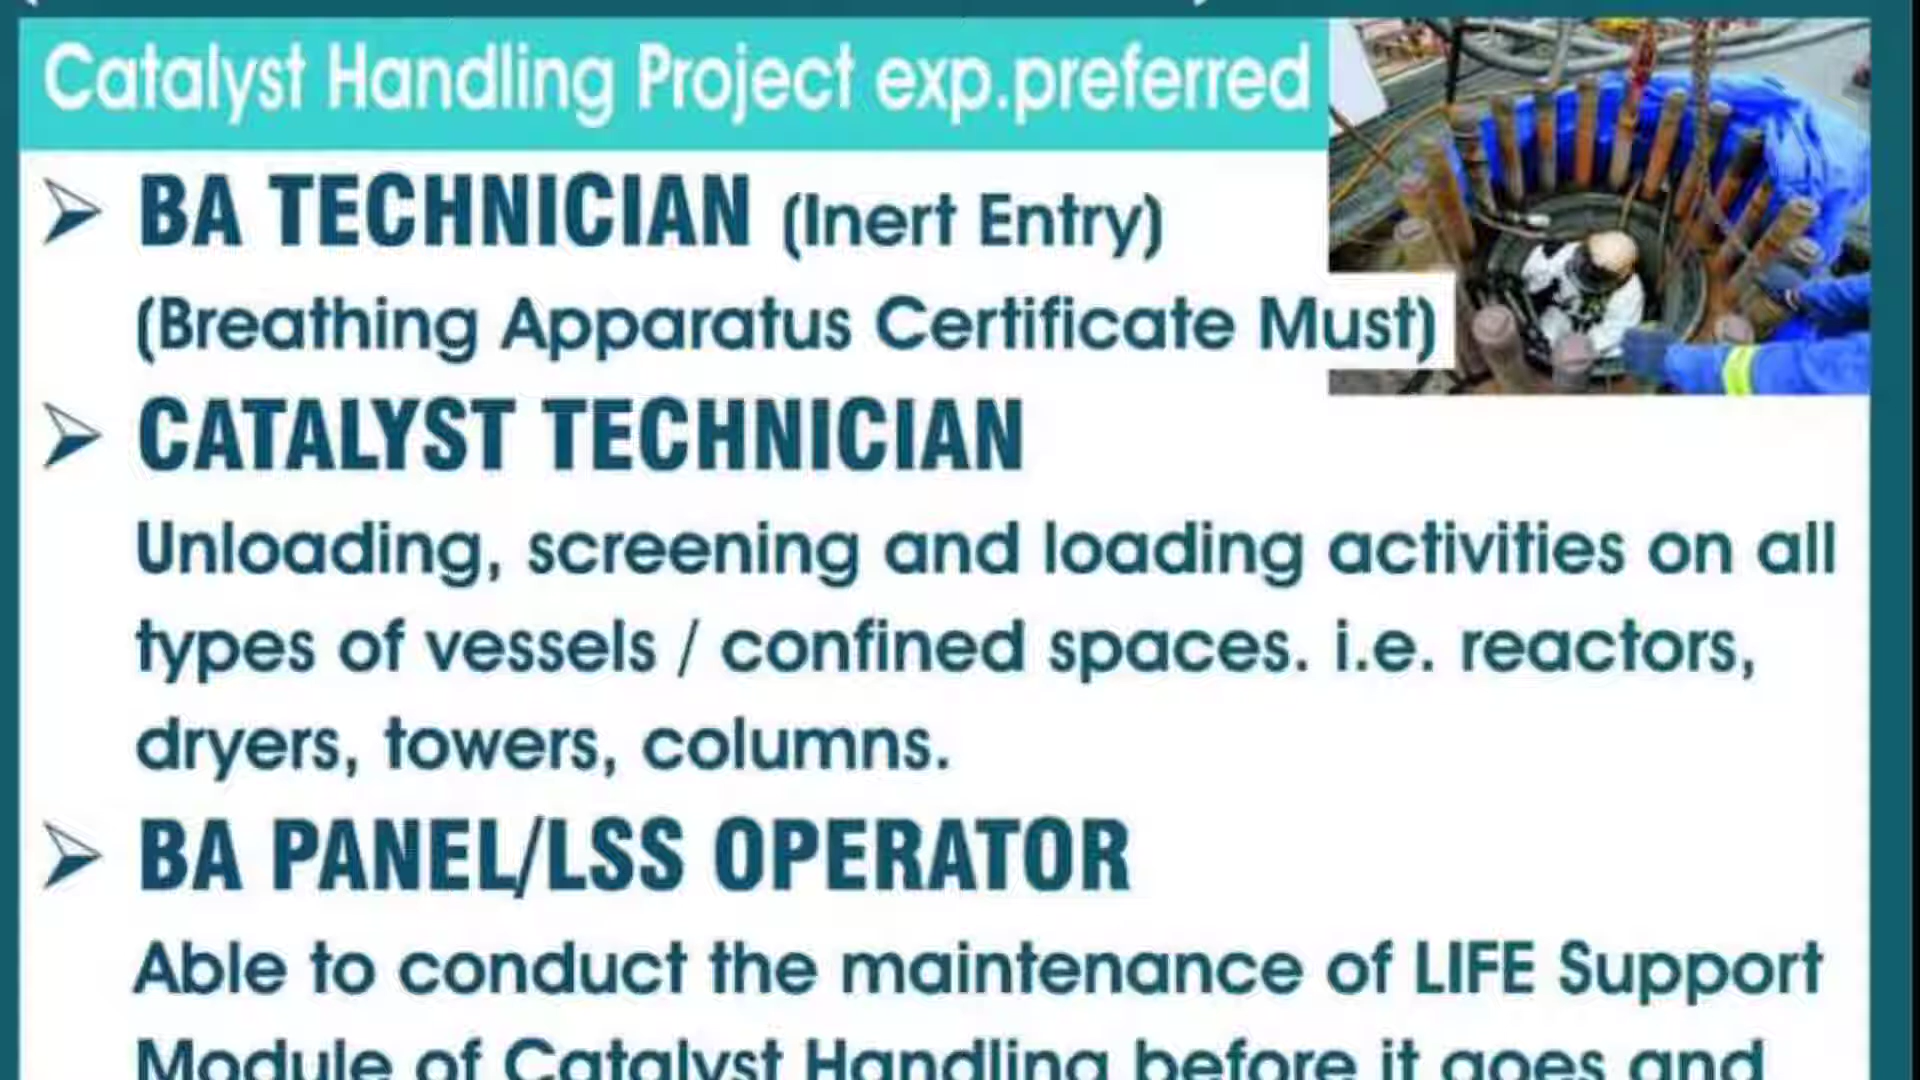 Catalyst Handling Project exp.preferred
BA TECHNICIAN (Inert Entry)
(Breathing Apparatus Certificate Must)
CATALYST TECHNICIAN
Unloading, screening and loading activities on all
types of vessels / confined spaces. i.e. reactors,
dryers, towers, columns.
BA PANEL/LSS OPERATOR
Able to conduct the maintenance of LIFE Support
Module of Catalyst Handling before it goes and